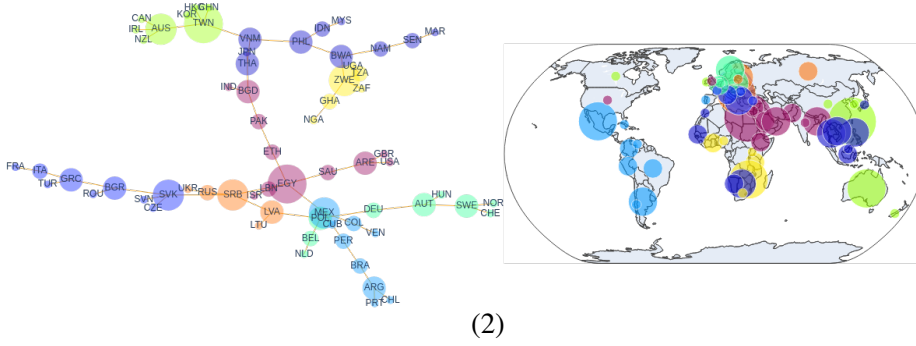 HKG
GHN
CAN
KOR
TWN
AUS
IRL
NZL
MYS
IDN
MAR
VNM
PHL
SEN
JPN
BWA
NAM
THA
UGA
TZA
ZWE
ZAF
IND
BGD
GHA
NGA
PAK
ETH
GBR
FRA
ITA
ARE
USA
SAU
TUR
GRC
BGR
UKR
EGY
LBN
ROU
SVK
RUS
SRB
ISR
SVN
CZE
HUN
LVA
MEX
DEU
AUT
SWE
NOR
CHE
POL
CUB
COL
LTU
VEN
BEL
PER
NLD
BRA
ARG
PRT
CHL
(2)